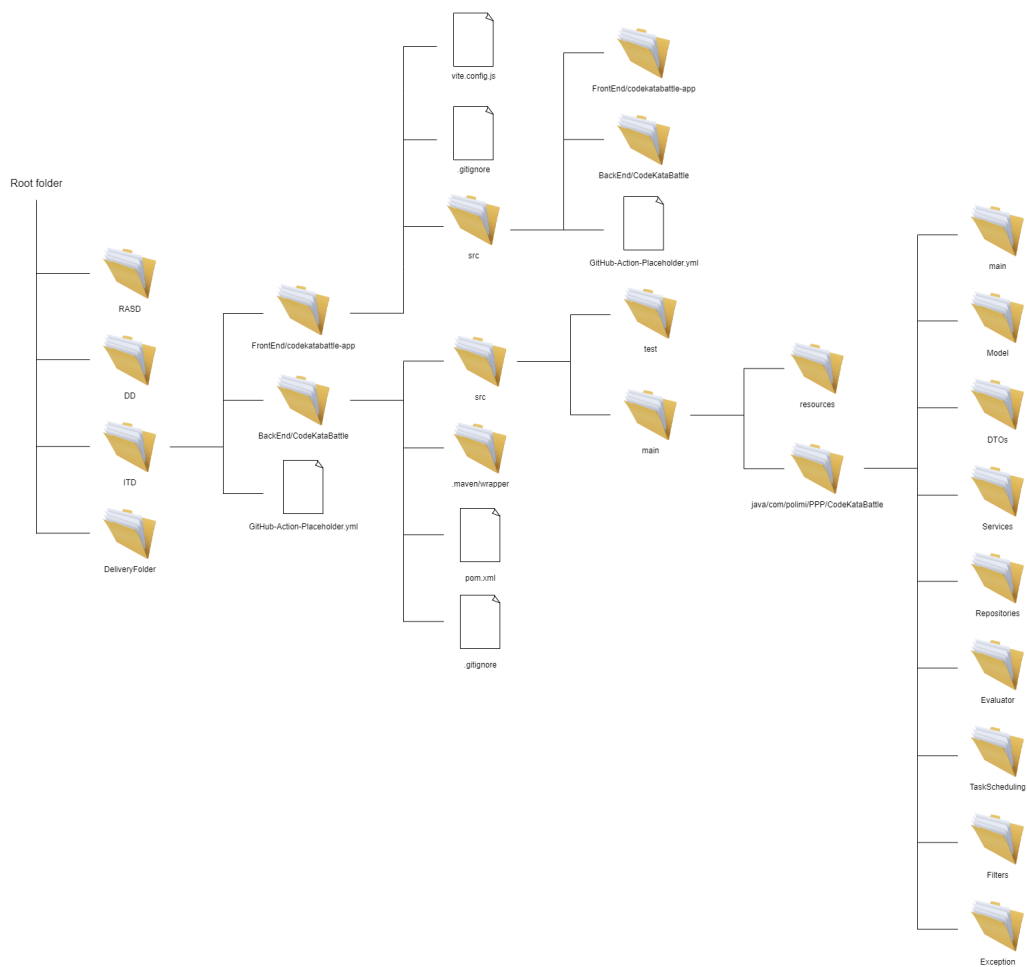 Root folder
RASD
DD
ITD
DeliveryFolder
FrontEnd/codekatabattle-app
BackEnd/CodeKataBattle
GitHub-Action-Placeholder.yml
vite.config.js
.gitignore
src
FrontEnd/codekatabattle-app
BackEnd/CodeKataBattle
GitHub-Action-Placeholder.yml
src
.maven/wrapper
pom.xml
.gitignore
test
main
resources
java/com/polimi/PPP/CodeKataBattle
main
Model
DTOs
Services
Repositories
Evaluator
TaskScheduling
Filters
Exception